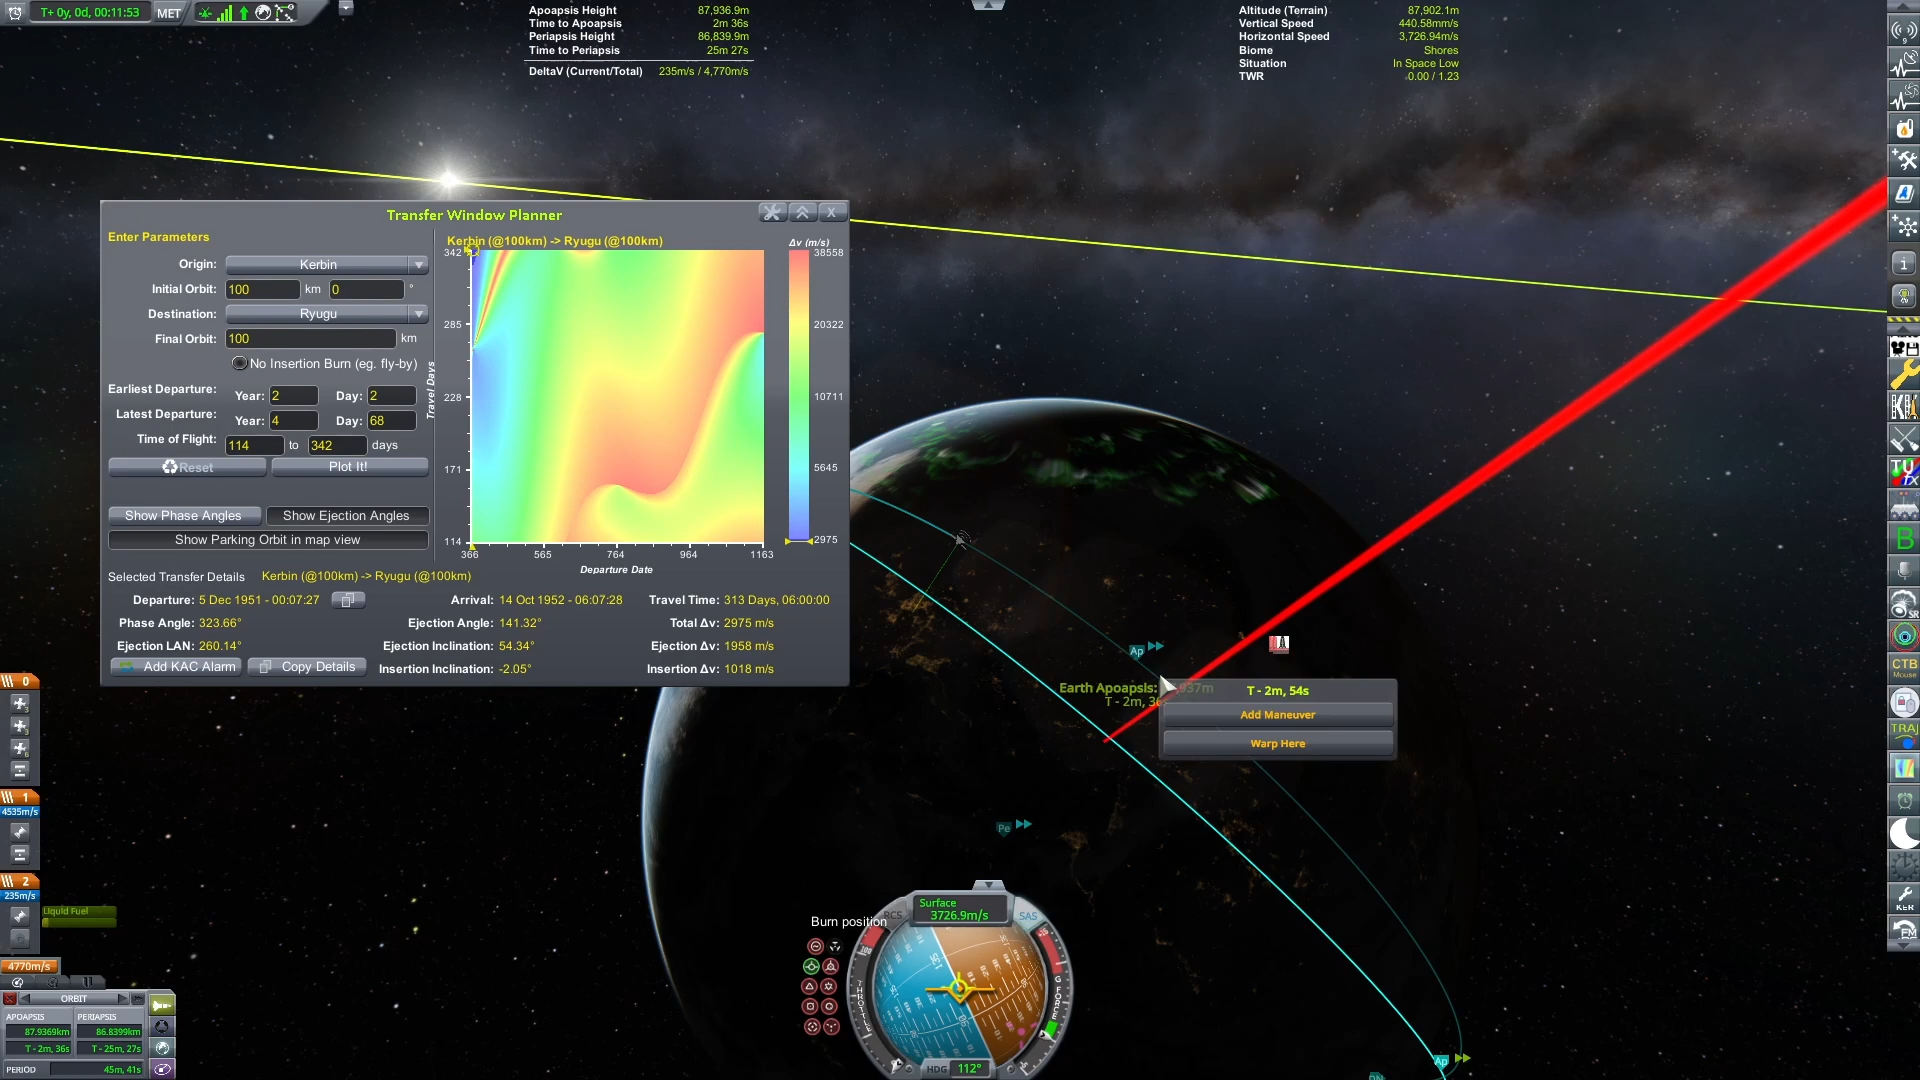 T+ 0y, 0d, 00:11:53 MET
Apoapsis Height 87,936.9m
Time to Apoapsis 2m 36s
Periapsis Height 86,839.9m
Time to Periapsis 25m 27s
DeltaV (Current/Total) 235m/s / 4,770m/s
Altitude (Terrain) 87,902.1m
Vertical Speed 440.58mm/s
Horizontal Speed 3,726.94m/s
Biome Shores
Situation In Space Low
TWR 0.00 / 1.23
Transfer Window Planner
X
Enter Parameters
Origin: Kerbin
Initial Orbit: 100 km 0 °
Destination: Ryugu
Final Orbit: 100 km
No Insertion Burn (eg. fly-by)
Earliest Departure: Year: 2 Day: 2
Latest Departure: Year: 4 Day: 68
Time of Flight: 114 to 342 days
Reset Plot It!
Show Phase Angles Show Ejection Angles
Show Parking Orbit in map view
Kerbin (@100km) -> Ryugu (@100km)
Δv (m/s)
342
285
228
171
114
Travel Days
366 565 764 964 1163
Departure Date
38558
20322
10711
5645
2975
Selected Transfer Details Kerbin (@100km) -> Ryugu (@100km)
Departure: 5 Dec 1951 - 00:07:27 Arrival: 14 Oct 1952 - 06:07:28 Travel Time: 313 Days, 06:00:00
Phase Angle: 323.66° Ejection Angle: 141.32° Total Δv: 2975 m/s
Ejection LAN: 260.14° Ejection Inclination: 54.34° Ejection Δv: 1958 m/s
Add KAC Alarm Copy Details Insertion Inclination: -2.05° Insertion Δv: 1018 m/s
Ap
Earth Apoapsis:
T - 2m,
T - 2m, 54s
Add Maneuver
Warp Here
Pe
Ap
DN
0
1
4535m/s
2
235m/s
Liquid Fuel
4770m/s
ORBIT
APOAPSIS PERIAPSIS
87.9369km 86.8399km
T - 2m, 36s T - 25m, 27s
PERIOD 45m, 41s
Burn position
RCS Surface SAS
3726.9m/s
THROTTLE
G FORCE
HDG 112°
B
SR
CTB
Mouse
TRAJ
KER
FM